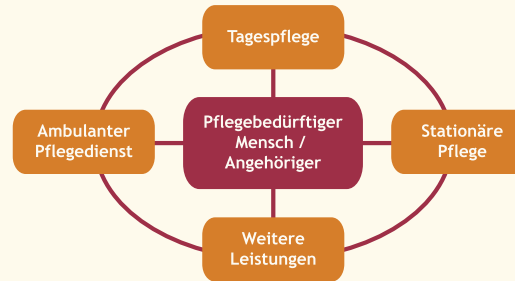 Tagespflege
Ambulanter
Pflegedienst
Pflegebedürftiger
Mensch /
Angehöriger
Stationäre
Pflege
Weitere
Leistungen